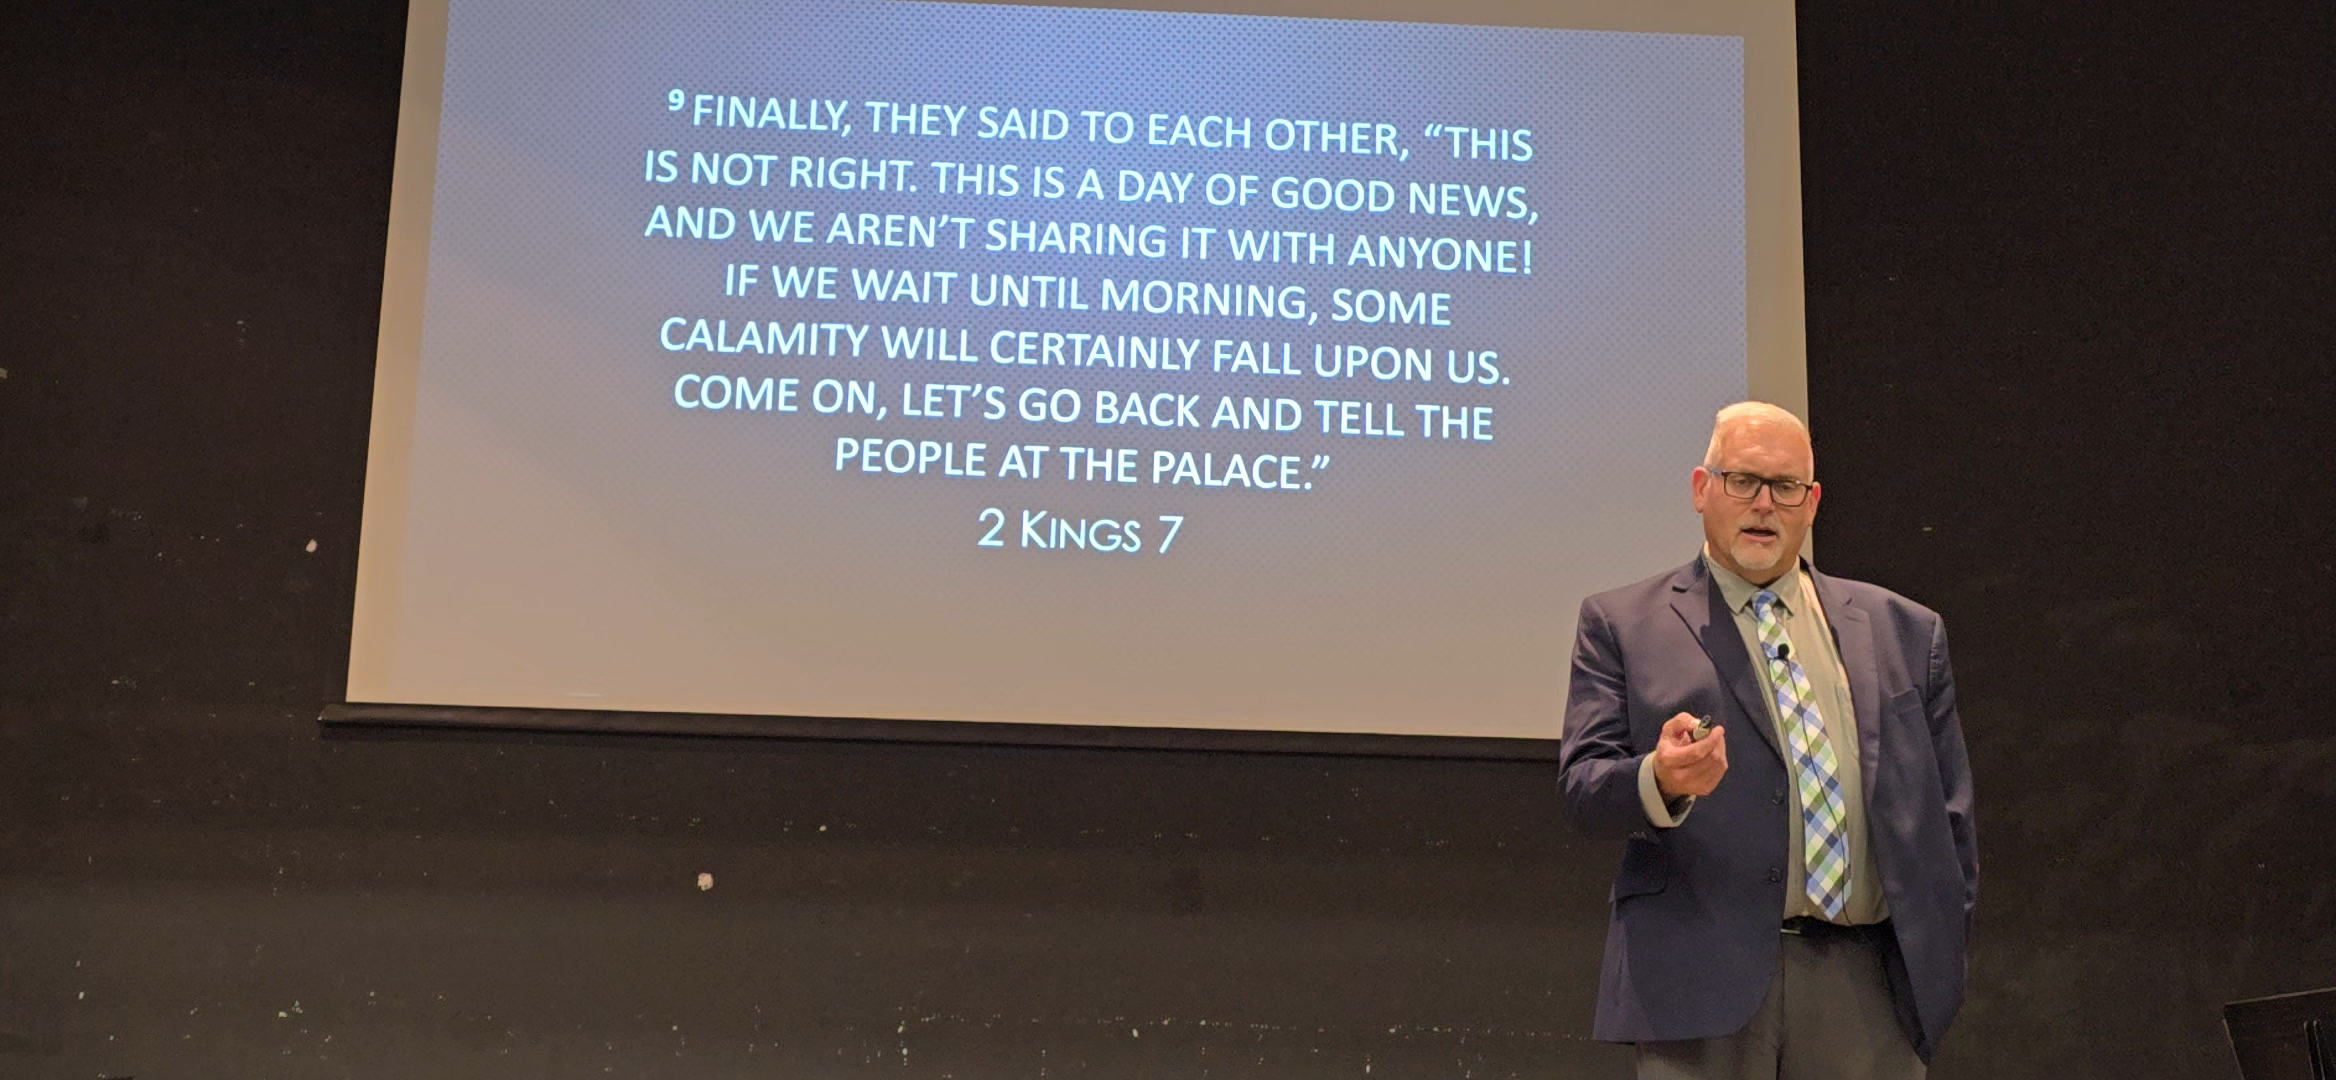 ⁹ FINALLY, THEY SAID TO EACH OTHER, “THIS
IS NOT RIGHT. THIS IS A DAY OF GOOD NEWS,
AND WE AREN’T SHARING IT WITH ANYONE!
IF WE WAIT UNTIL MORNING, SOME
CALAMITY WILL CERTAINLY FALL UPON US.
COME ON, LET’S GO BACK AND TELL THE
PEOPLE AT THE PALACE.”
2 KINGS 7